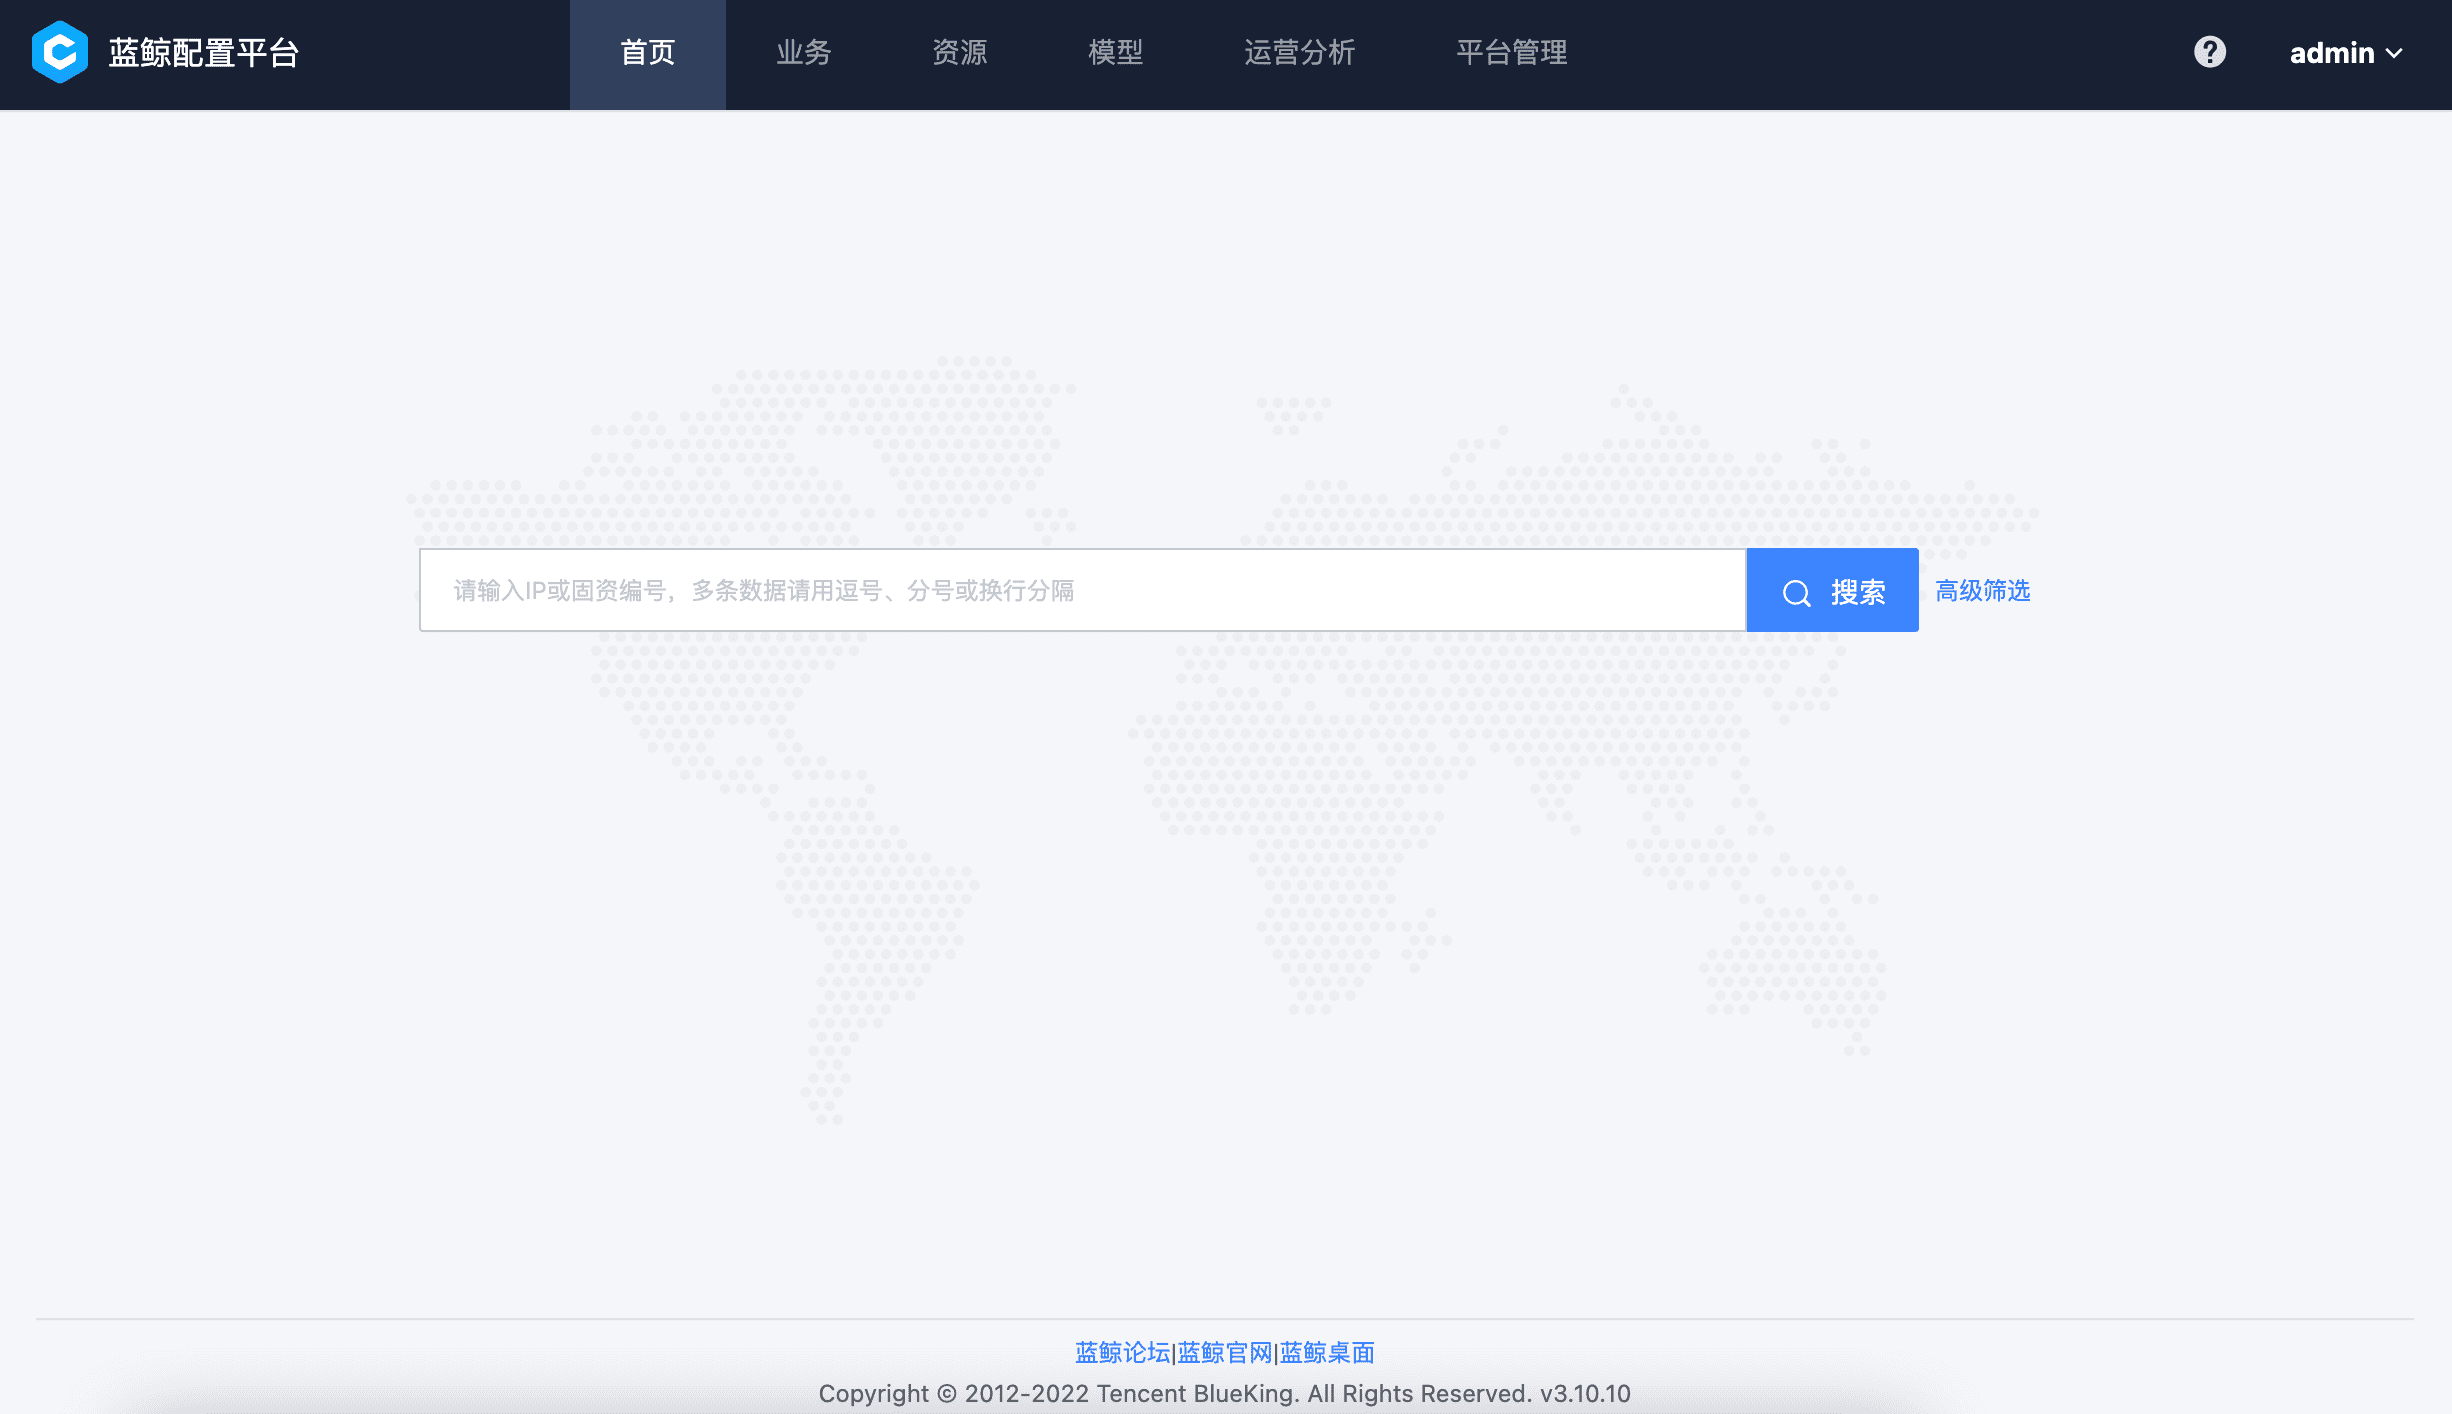 蓝鲸配置平台
首页 业务 资源 模型 运营分析 平台管理
admin
请输入IP或固资编号，多条数据请用逗号、分号或换行分隔
搜索
高级筛选
蓝鲸论坛|蓝鲸官网|蓝鲸桌面
Copyright © 2012-2022 Tencent BlueKing. All Rights Reserved. v3.10.10